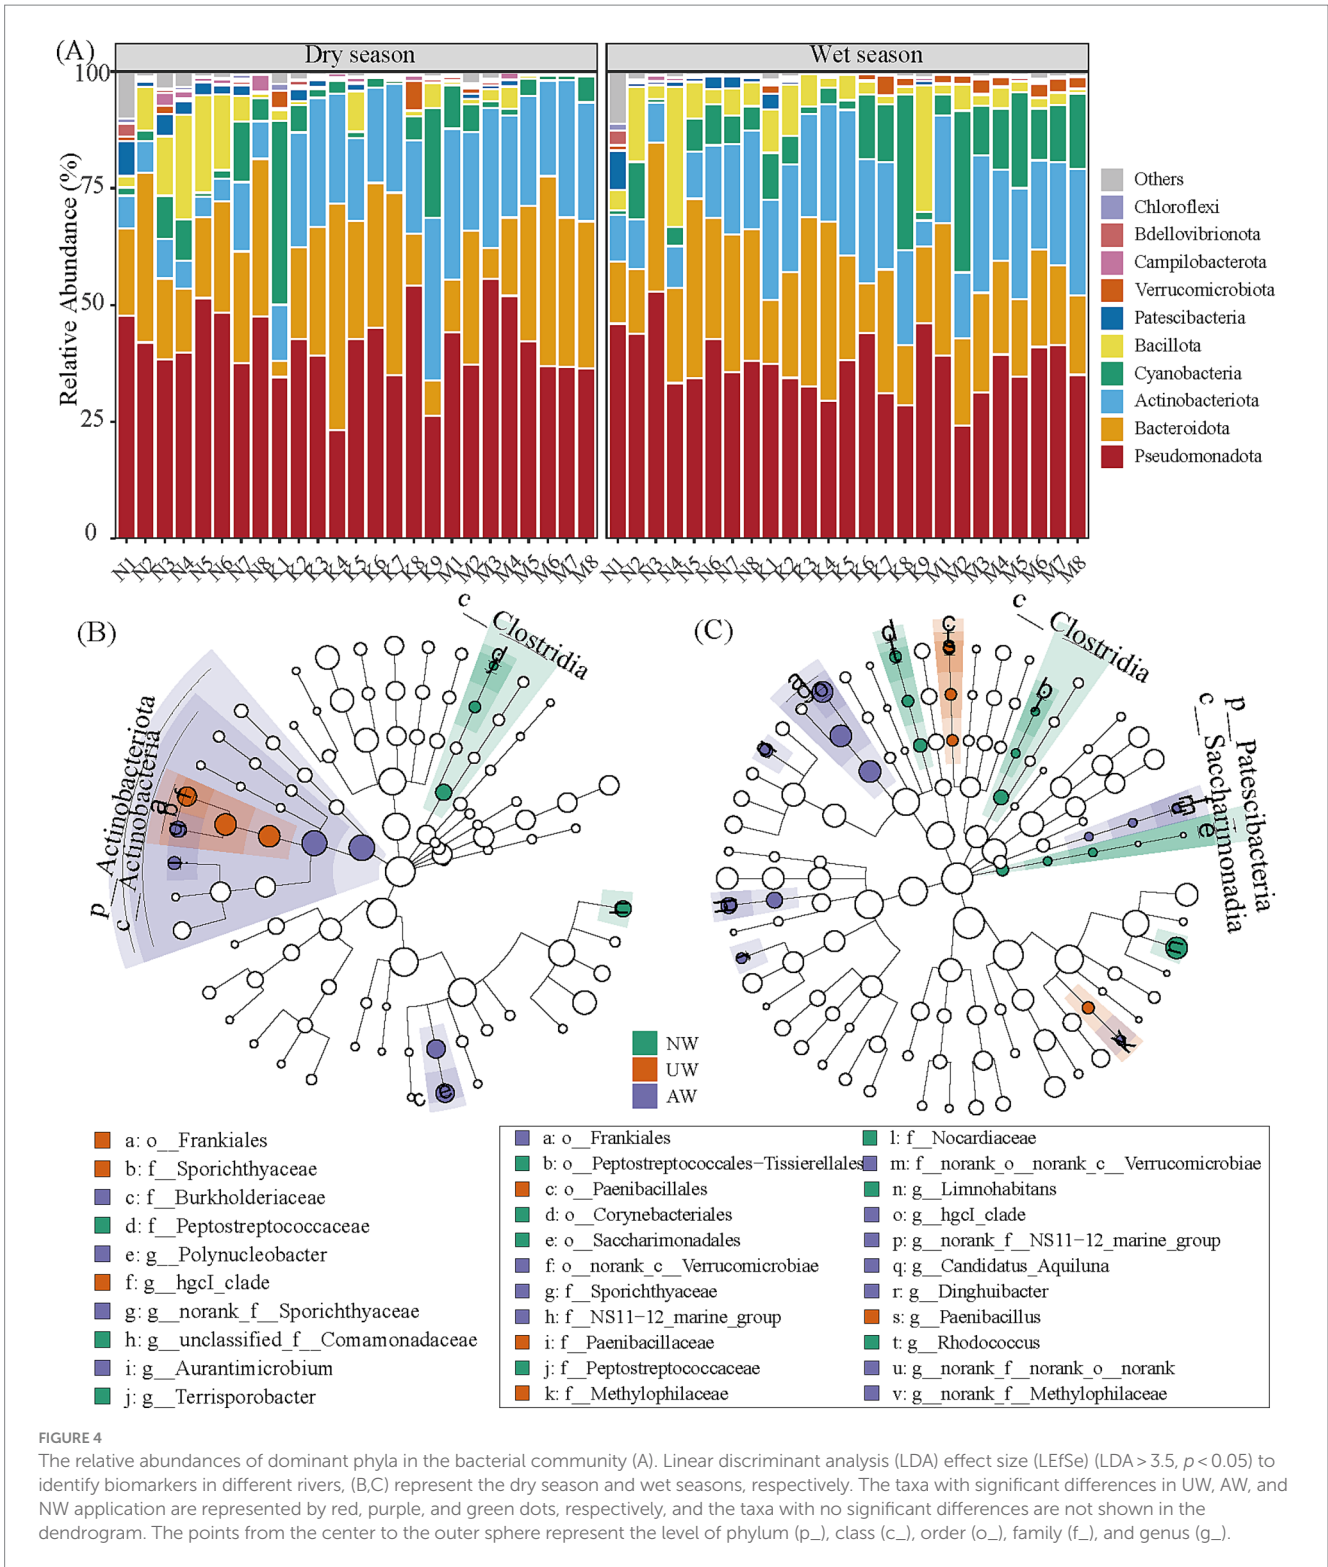 (A)
Dry season
Wet season
Relative Abundance (%)
100
75
50
25
0
N1 N2 N3 N4 N5 N6 N7 N8 K1 K2 K3 K4 K5 K6 K7 K8 K9 M1 M2 M3 M4 M5 M6 M7 M8
N1 N2 N3 N4 N5 N6 N7 N8 K1 K2 K3 K4 K5 K6 K7 K8 K9 M1 M2 M3 M4 M5 M6 M7 M8
Others
Chloroflexi
Bdellovibrionota
Campilobacterota
Verrucomicrobiota
Patescibacteria
Bacillota
Cyanobacteria
Actinobacteriota
Bacteroidota
Pseudomonadota
(B)
c__Clostridia
p__Actinobacteriota
c__Actinobacteria
a
b
f
d
c
e
(C)
c__Clostridia
p__Patescibacteria
c__Saccharimonadia
d
c
b
e
k
NW
UW
AW
a: o__Frankiales
b: f__Sporichthyaceae
c: f__Burkholderiaceae
d: f__Peptostreptococcaceae
e: g__Polynucleobacter
f: g__hgcI_clade
g: g__norank_f__Sporichthyaceae
h: g__unclassified_f__Comamonadaceae
i: g__Aurantimicrobium
j: g__Terrisporobacter
a: o__Frankiales
b: o__Peptostreptococcales−Tissierellales
c: o__Paenibacillales
d: o__Corynebacteriales
e: o__Saccharimonadales
f: o__norank_c__Verrucomicrobiae
g: f__Sporichthyaceae
h: f__NS11−12_marine_group
i: f__Paenibacillaceae
j: f__Peptostreptococcaceae
k: f__Methylophilaceae
l: f__Nocardiaceae
m: f__norank_o__norank_c__Verrucomicrobiae
n: g__Limnohabitans
o: g__hgcI_clade
p: g__norank_f__NS11−12_marine_group
q: g__Candidatus_Aquiluna
r: g__Dinghuibacter
s: g__Paenibacillus
t: g__Rhodococcus
u: g__norank_f__norank_o__norank
v: g__norank_f__Methylophilaceae
FIGURE 4
The relative abundances of dominant phyla in the bacterial community (A). Linear discriminant analysis (LDA) effect size (LEfSe) (LDA > 3.5, p < 0.05) to
identify biomarkers in different rivers, (B,C) represent the dry season and wet seasons, respectively. The taxa with significant differences in UW, AW, and
NW application are represented by red, purple, and green dots, respectively, and the taxa with no significant differences are not shown in the
dendrogram. The points from the center to the outer sphere represent the level of phylum (p_), class (c_), order (o_), family (f_), and genus (g_).